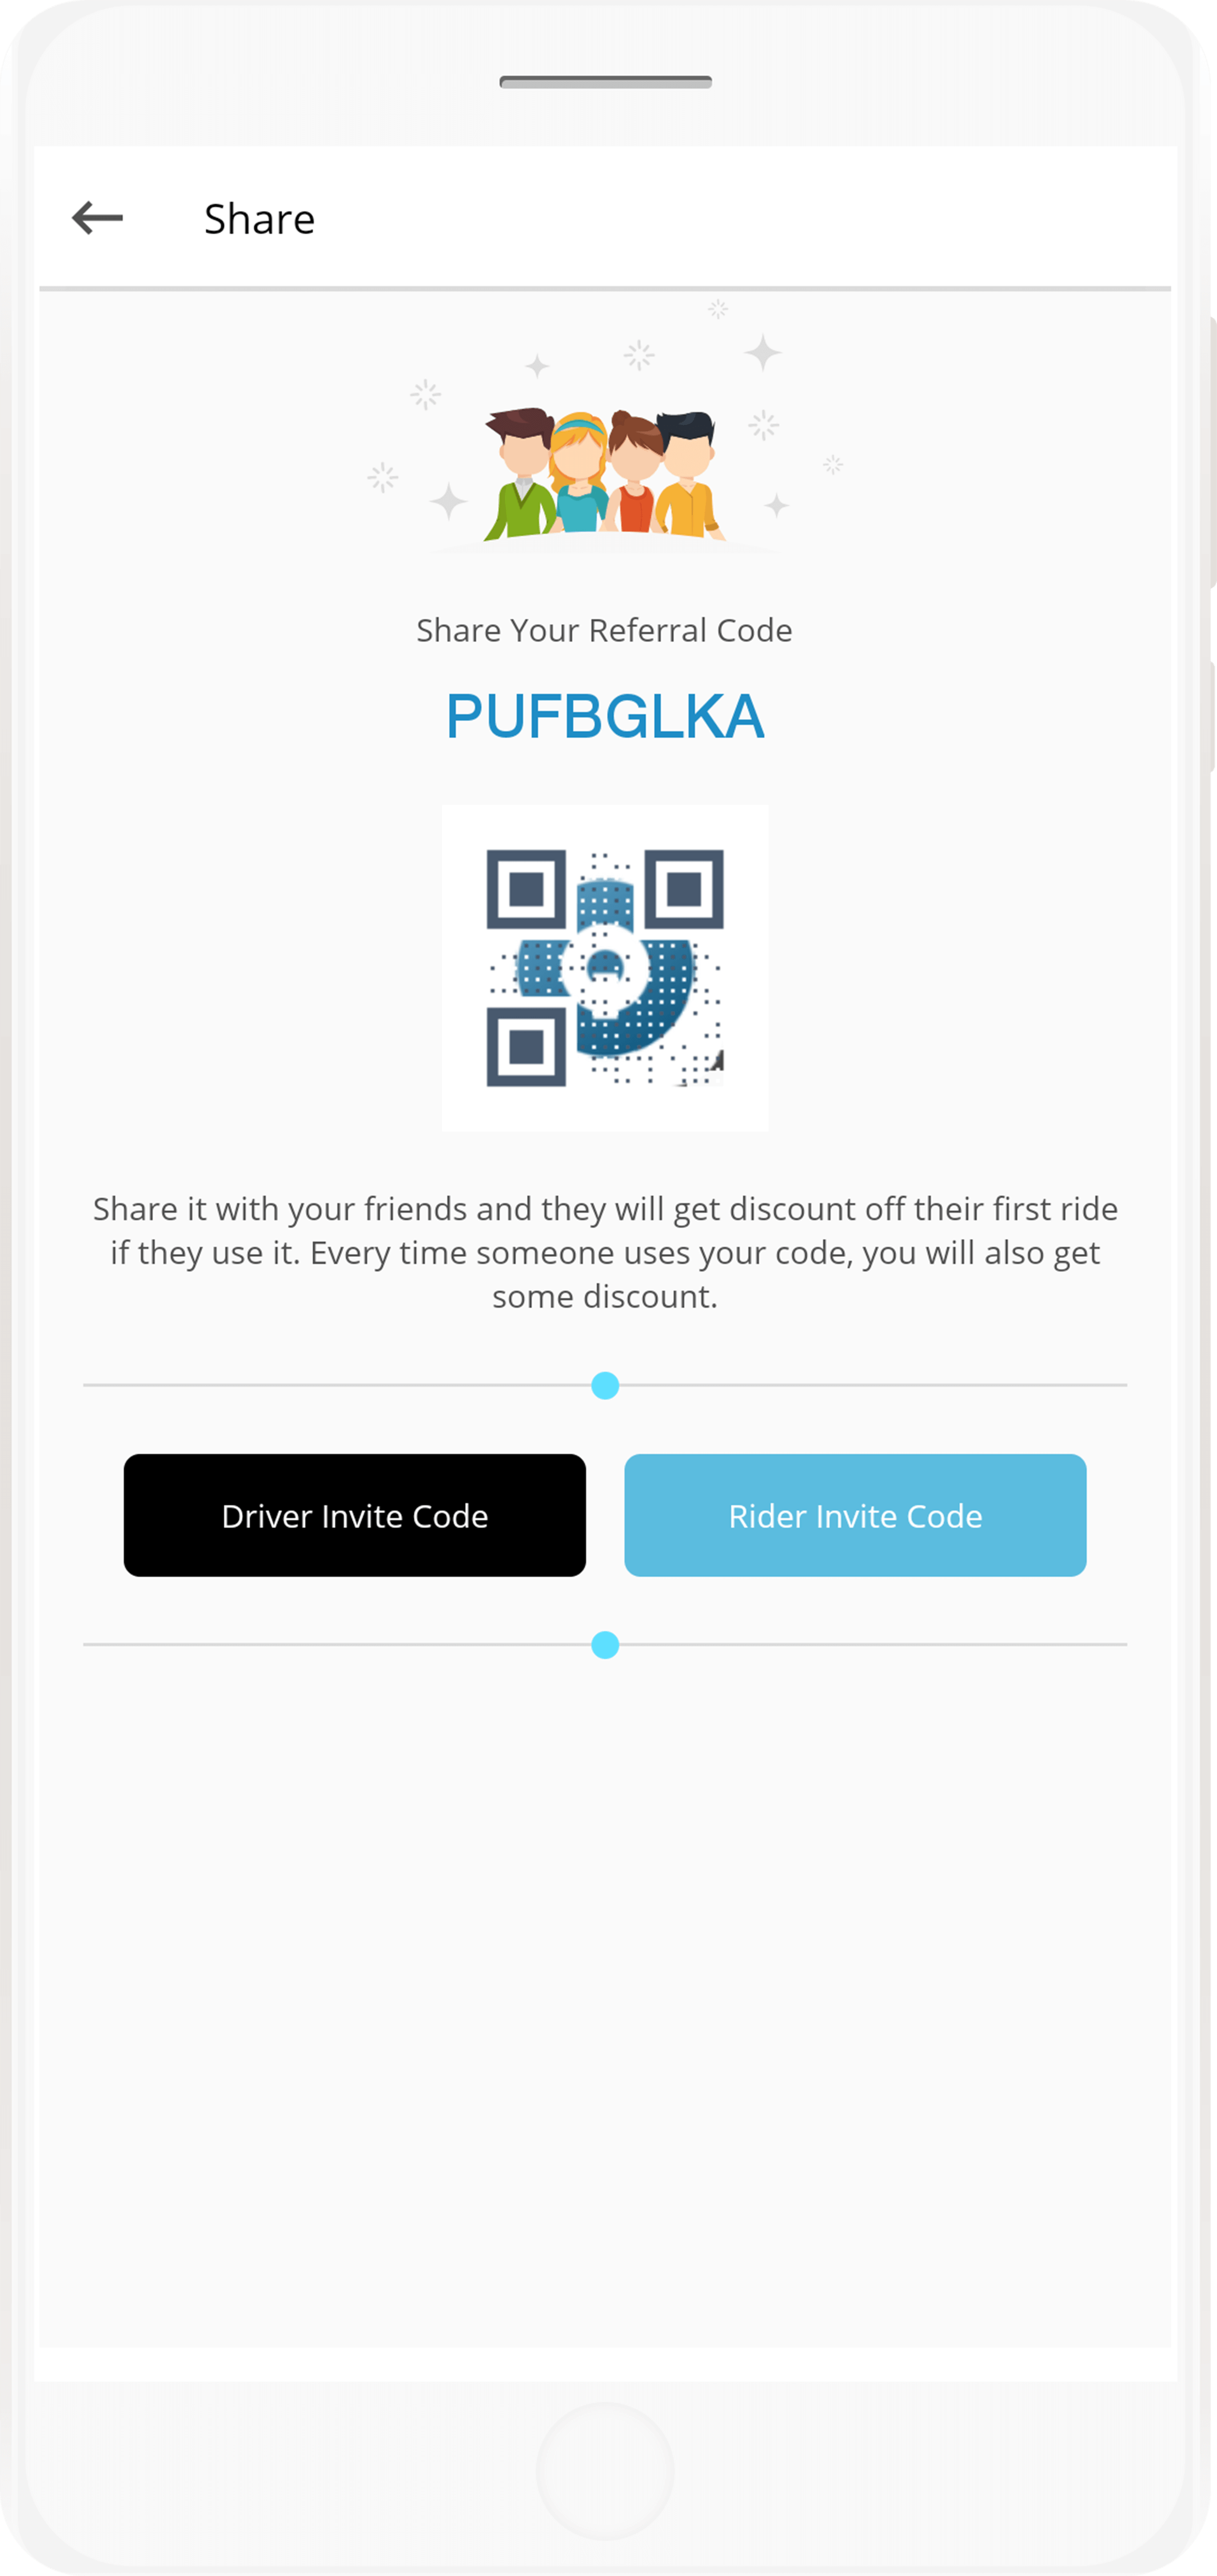 Share
Share Your Referral Code
PUFBGLKA
Share it with your friends and they will get discount off their first ride
if they use it. Every time someone uses your code, you will also get
some discount.
Driver Invite Code
Rider Invite Code